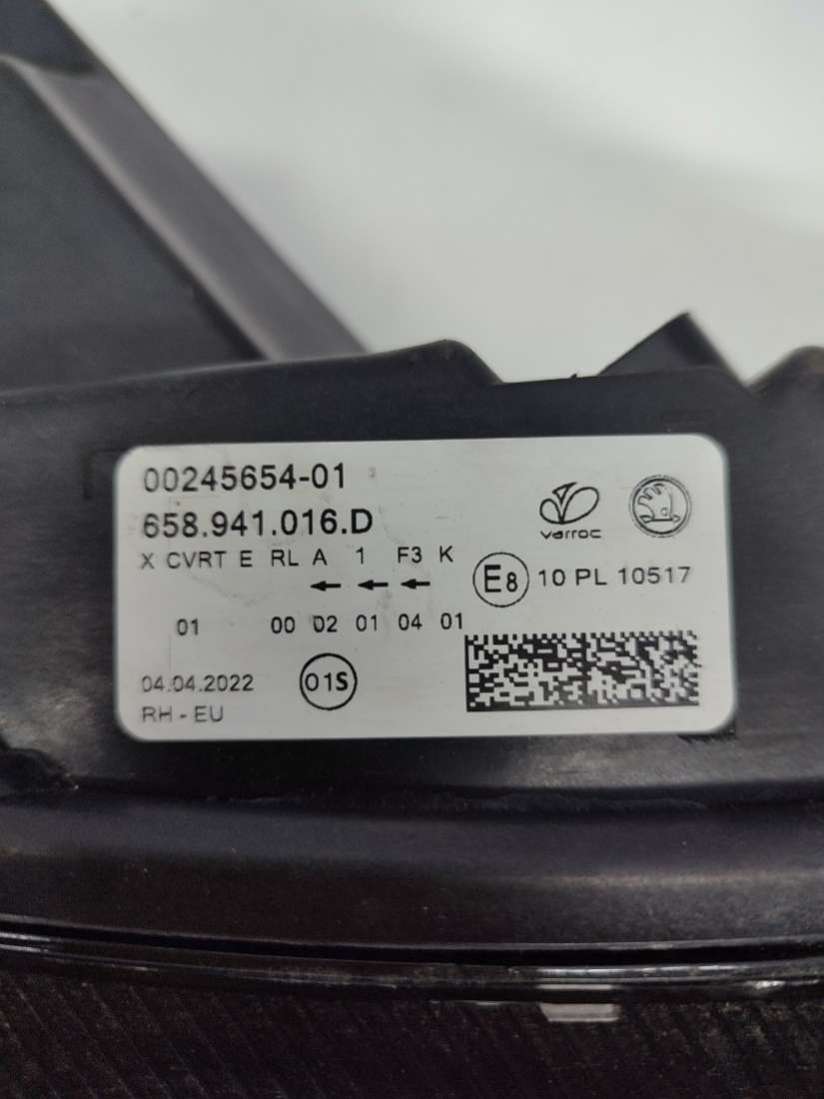 00245654-01
658.941.016.D
varroc
X CVRT E RL A 1 F3 K
← ← ←
E8 10 PL 10517
01 00 02 01 04 01
04.04.2022
01S
RH - EU